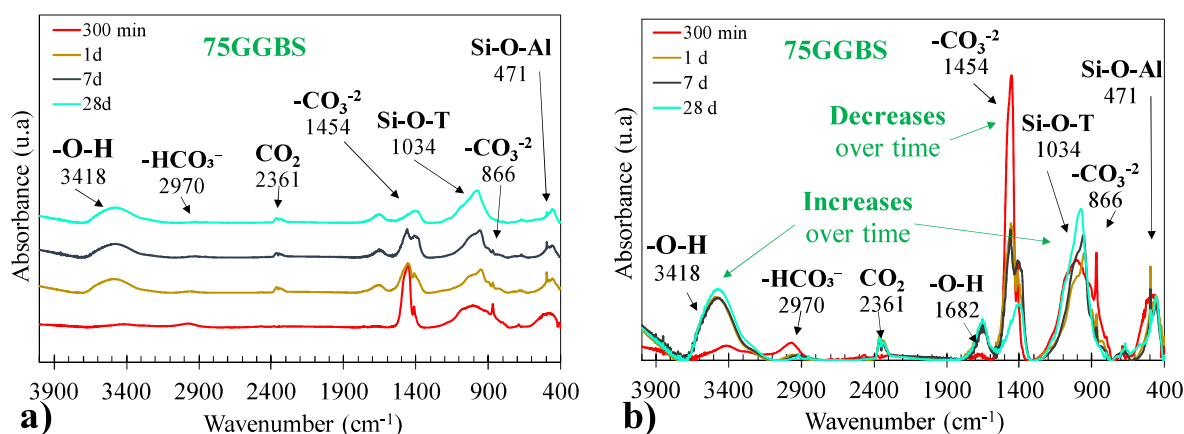 300 min
1d
7d
28d
75GGBS
Si-O-Al
471
-CO₃⁻²
1454
Si-O-T
1034
-CO₃⁻²
866
-O-H
3418
-HCO₃⁻
2970
CO₂
2361
Absorbance (u.a)
3900 3400 2900 2400 1900 1400 900 400
Wavenumber (cm⁻¹)
a)
300 min
1 d
7 d
28 d
75GGBS
-CO₃⁻²
1454
Si-O-Al
471
Decreases
over time
Si-O-T
1034
-CO₃⁻²
866
Increases
over time
-O-H
3418
-HCO₃⁻
2970
CO₂
2361
-O-H
1682
Absorbance (u.a)
3900 3400 2900 2400 1900 1400 900 400
Wavenumber (cm⁻¹)
b)